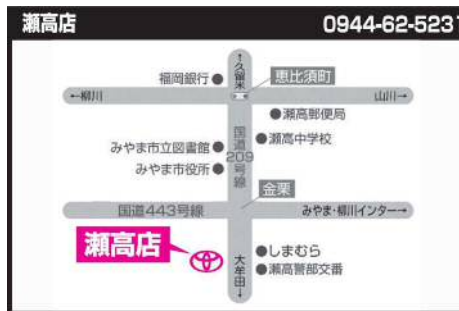 瀬高店 0944-62-5231
↑久留米
恵比須町
福岡銀行●
←柳川
山川→
●瀬高郵便局
●瀬高中学校
国道209号線
みやま市立図書館●
みやま市役所●
金栗
国道443号線
みやま・柳川インター→
瀬高店
●しまむら
●瀬高警部交番
大牟田↓